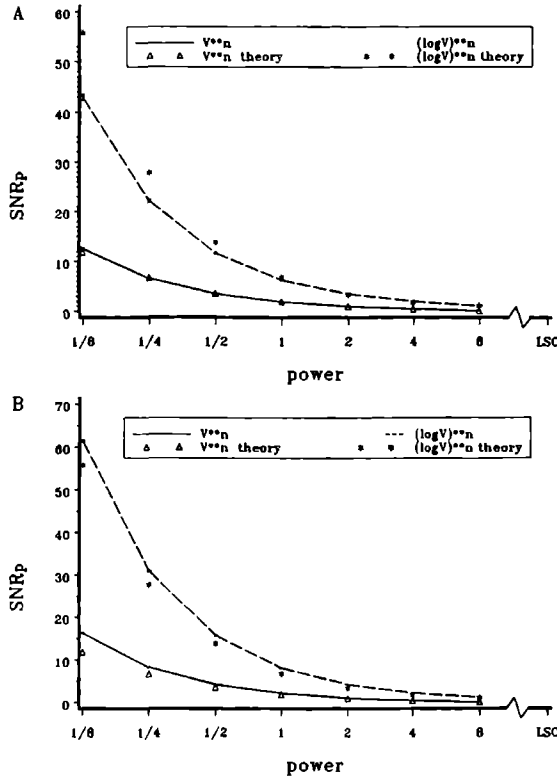 A
V**n
(logV)**n
V**n theory
(logV)**n theory
60
50
40
30
20
10
0
SNRp
1/8
1/4
1/2
1
2
4
8
LSC
power
B
V**n
(logV)**n
V**n theory
(logV)**n theory
70
60
50
40
30
20
10
0
SNRp
1/8
1/4
1/2
1
2
4
8
LSC
power